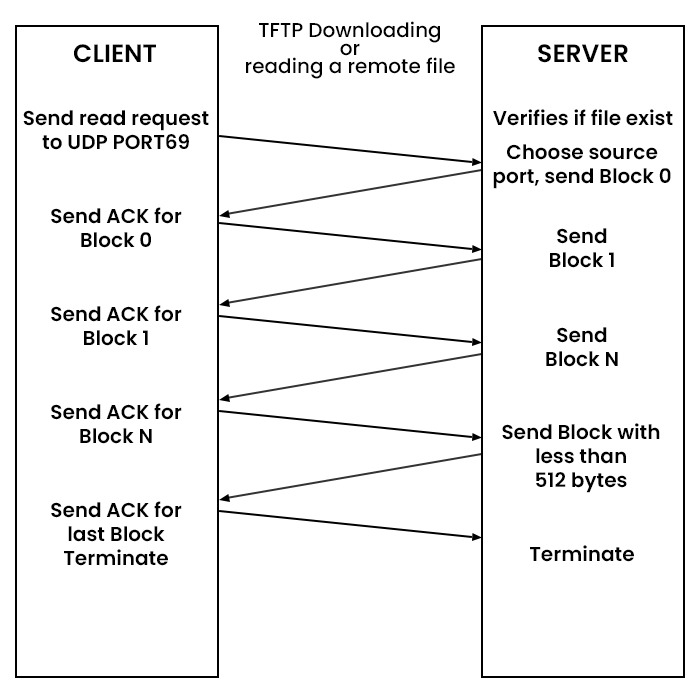 TFTP Downloading
or
reading a remote file
CLIENT
Send read request
to UDP PORT69
Send ACK for
Block 0
Send ACK for
Block 1
Send ACK for
Block N
Send ACK for
last Block
Terminate
SERVER
Verifies if file exist
Choose source
port, send Block 0
Send
Block 1
Send
Block N
Send Block with
less than
512 bytes
Terminate